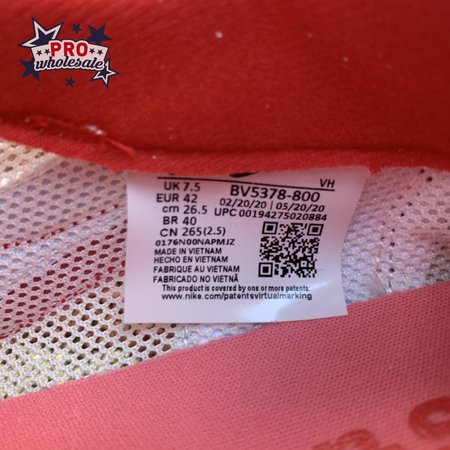 PRO
wholesale
VH
UK 7.5
EUR 42
cm 26.5
BR 40
CN 265(2.5)
BV5378-800
02/20/20 | 05/20/20
UPC 00194275020884
0176N00NAPMJZ
MADE IN VIETNAM
HECHO EN VIETNAM
FABRIQUE AU VIETNAM
FABRICADO NO VIETNÃ
This product is covered by one or more patents.
www.nike.com/patentsvirtualmarking